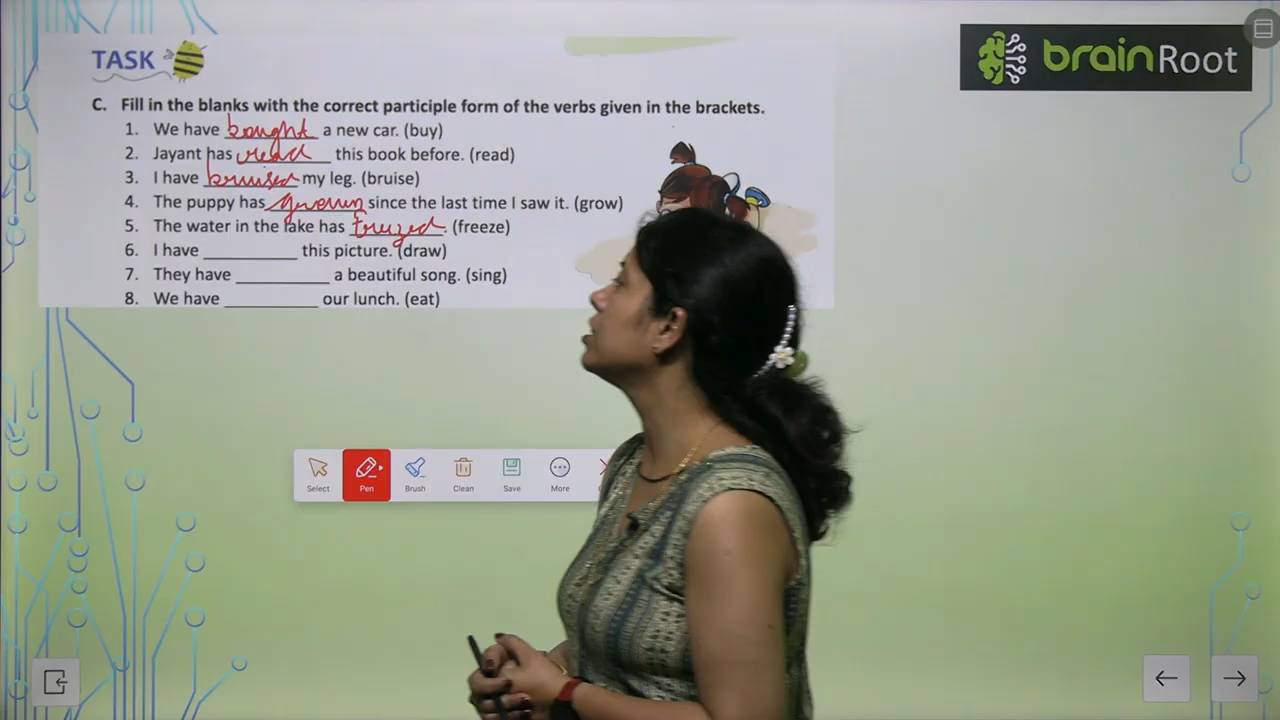 TASK
brainRoot
C. Fill in the blanks with the correct participle form of the verbs given in the brackets.
1. We have bought a new car. (buy)
2. Jayant has read this book before. (read)
3. I have bruised my leg. (bruise)
4. The puppy has grown since the last time I saw it. (grow)
5. The water in the lake has freezed. (freeze)
6. I have __________ this picture. (draw)
7. They have __________ a beautiful song. (sing)
8. We have __________ our lunch. (eat)
Select Pen Brush Clean Save More